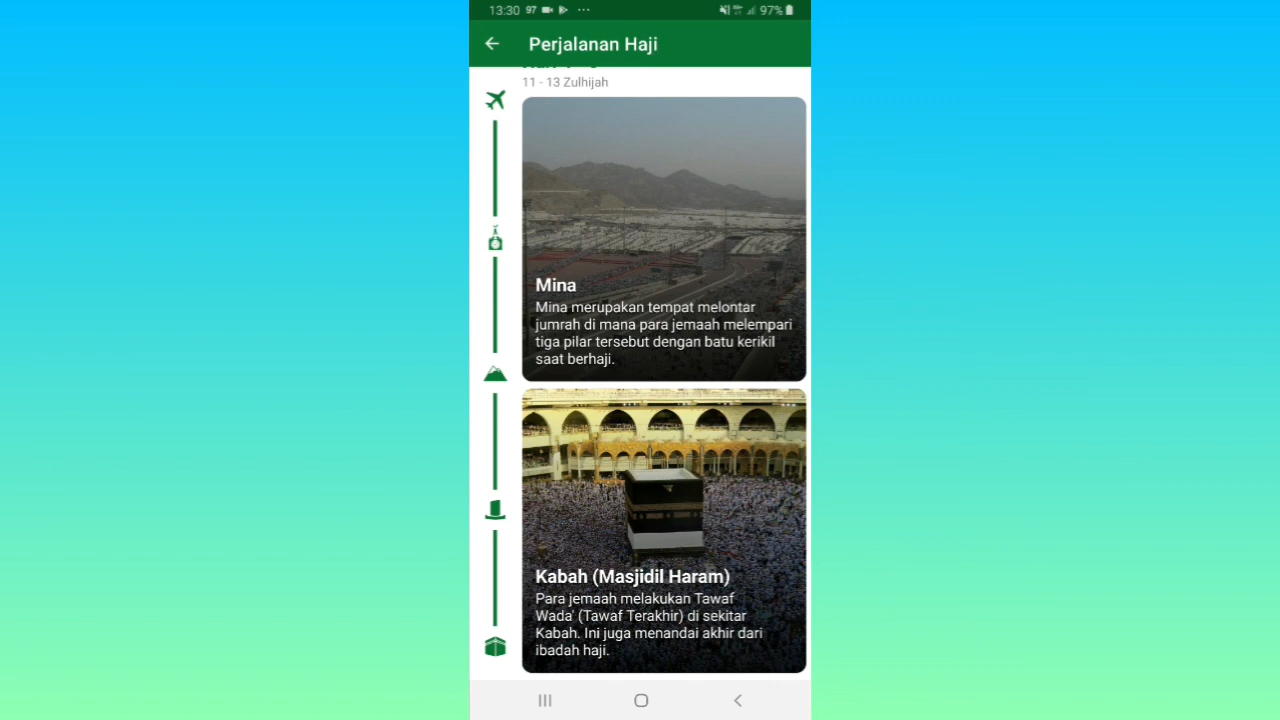 13:30 97 97%
Perjalanan Haji
11 - 13 Zulhijah
Mina
Mina merupakan tempat melontar
jumrah di mana para jemaah melempari
tiga pilar tersebut dengan batu kerikil
saat berhaji.
Kabah (Masjidil Haram)
Para jemaah melakukan Tawaf
Wada' (Tawaf Terakhir) di sekitar
Kabah. Ini juga menandai akhir dari
ibadah haji.